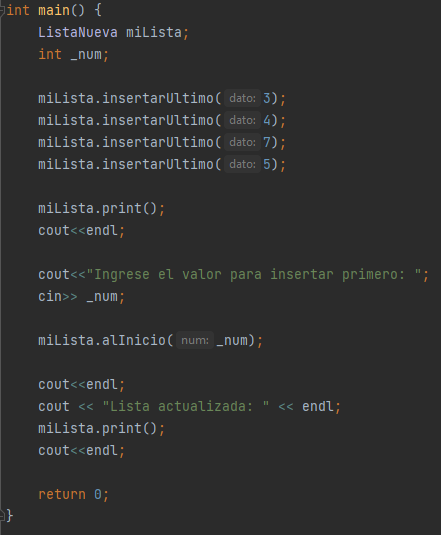 int main() {
    ListaNueva miLista;
    int _num;

    miLista.insertarUltimo( dato: 3);
    miLista.insertarUltimo( dato: 4);
    miLista.insertarUltimo( dato: 7);
    miLista.insertarUltimo( dato: 5);

    miLista.print();
    cout<<endl;

    cout<<"Ingrese el valor para insertar primero: ";
    cin>> _num;

    miLista.alInicio( num: _num);

    cout<<endl;
    cout << "Lista actualizada: " << endl;
    miLista.print();
    cout<<endl;

    return 0;
}